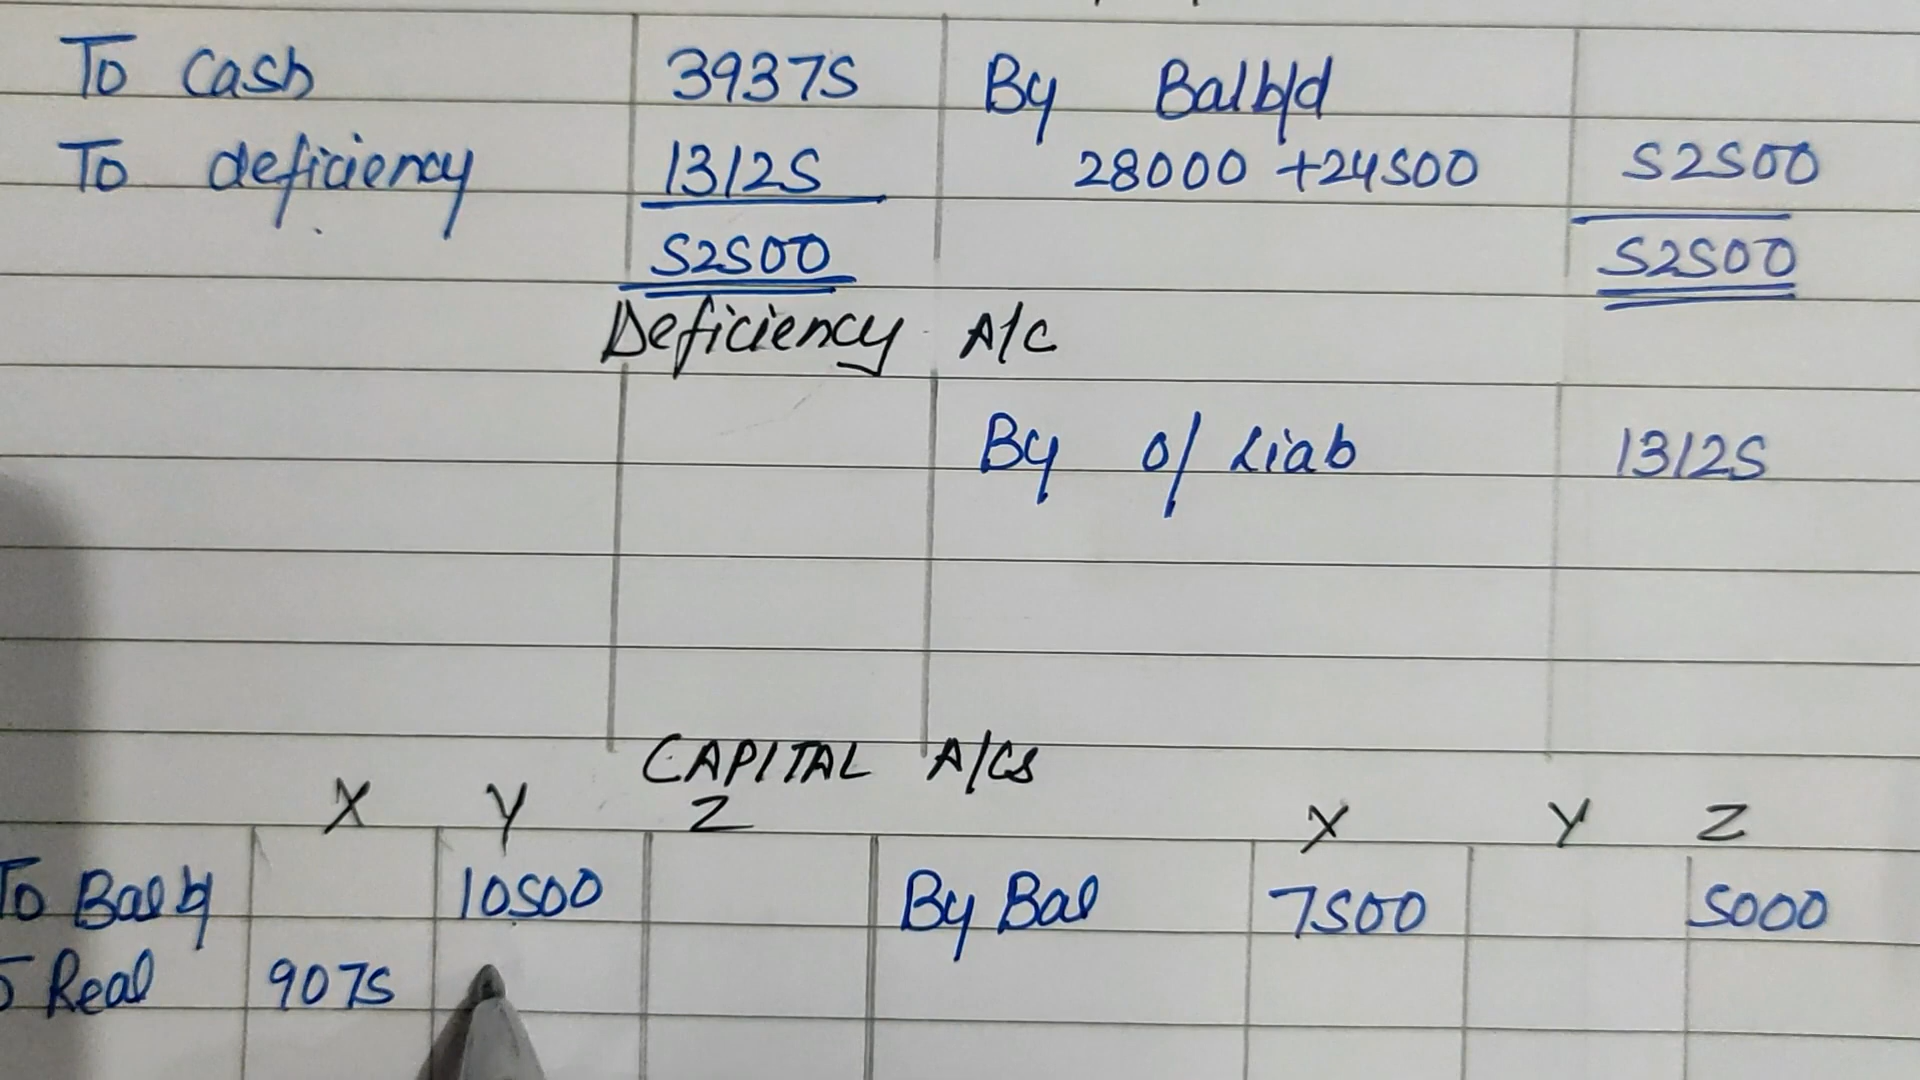 To Cash 39375 By Balb/d
To deficiency 13125 28000 +24500 52500
52500 52500
Deficiency A/C
By o/ Liab 13125
CAPITAL A/Cs
X Y Z X Y Z
To Bal b/ 10500 By Bal 7500 5000
Real 9075